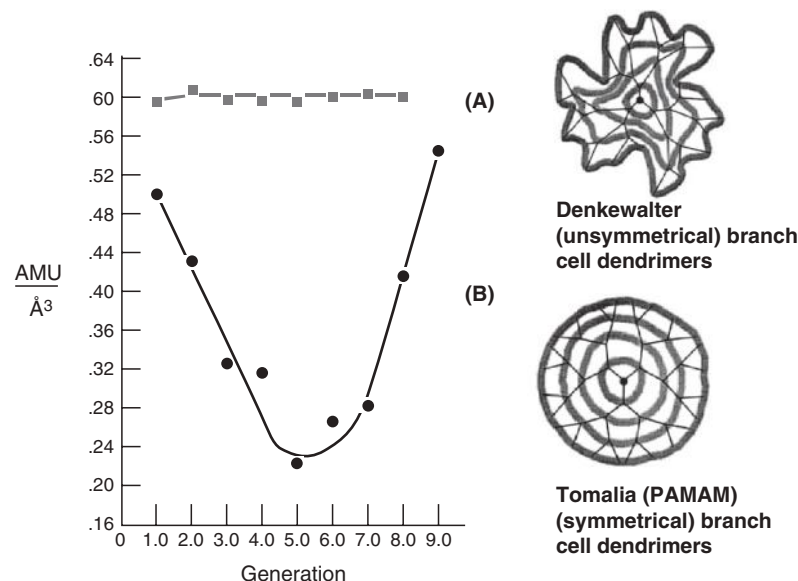 .64
.60
.56
.52
.48
.44
.40
.36
.32
.28
.24
.20
.16
AMU
Å3
0 1.0 2.0 3.0 4.0 5.0 6.0 7.0 8.0 9.0
Generation
(A)
Denkewalter
(unsymmetrical) branch
cell dendrimers
(B)
Tomalia (PAMAM)
(symmetrical) branch
cell dendrimers